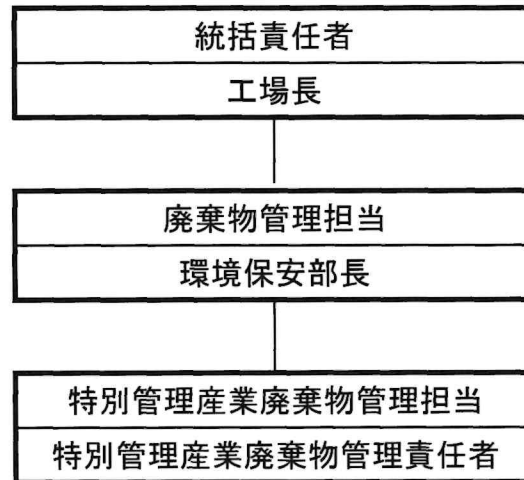 統括責任者
工場長
廃棄物管理担当
環境保安部長
特別管理産業廃棄物管理担当
特別管理産業廃棄物管理責任者